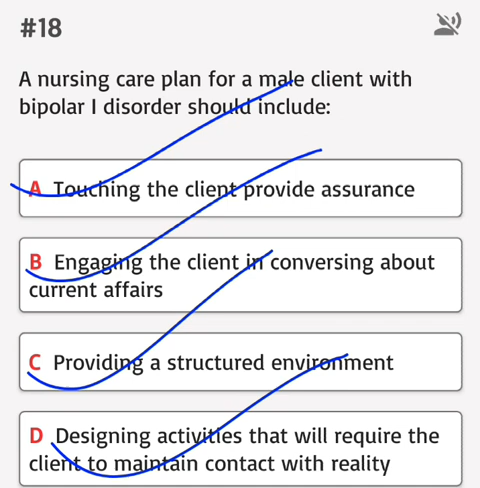 #18
A nursing care plan for a male client with
bipolar I disorder should include:
A Touching the client provide assurance
B Engaging the client in conversing about
current affairs
C Providing a structured environment
D Designing activities that will require the
client to maintain contact with reality